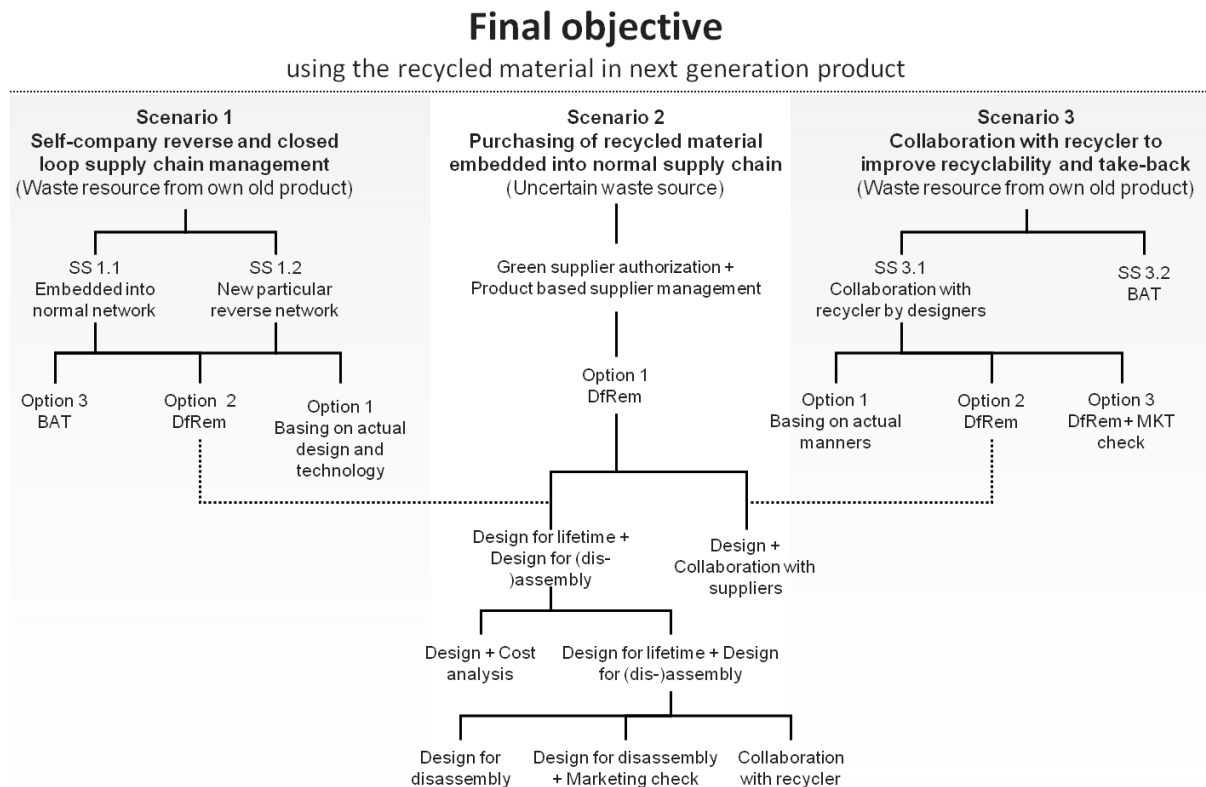 Final objective
using the recycled material in next generation product
Scenario 1
Self-company reverse and closed
loop supply chain management
(Waste resource from own old product)
SS 1.1
Embedded into
normal network
SS 1.2
New particular
reverse network
Option 3
BAT
Option 2
DfRem
Option 1
Basing on actual
design and
technology
Scenario 2
Purchasing of recycled material
embedded into normal supply chain
(Uncertain waste source)
Green supplier authorization +
Product based supplier management
Option 1
DfRem
Design for lifetime +
Design for (dis-
)assembly
Design +
Collaboration with
suppliers
Design + Cost
analysis
Design for lifetime + Design
for (dis-)assembly
Design for
disassembly
Design for disassembly
+ Marketing check
Collaboration
with recycler
Scenario 3
Collaboration with recycler to
improve recyclability and take-back
(Waste resource from own old product)
SS 3.1
Collaboration with
recycler by designers
SS 3.2
BAT
Option 1
Basing on actual
manners
Option 2
DfRem
Option 3
DfRem+ MKT
check